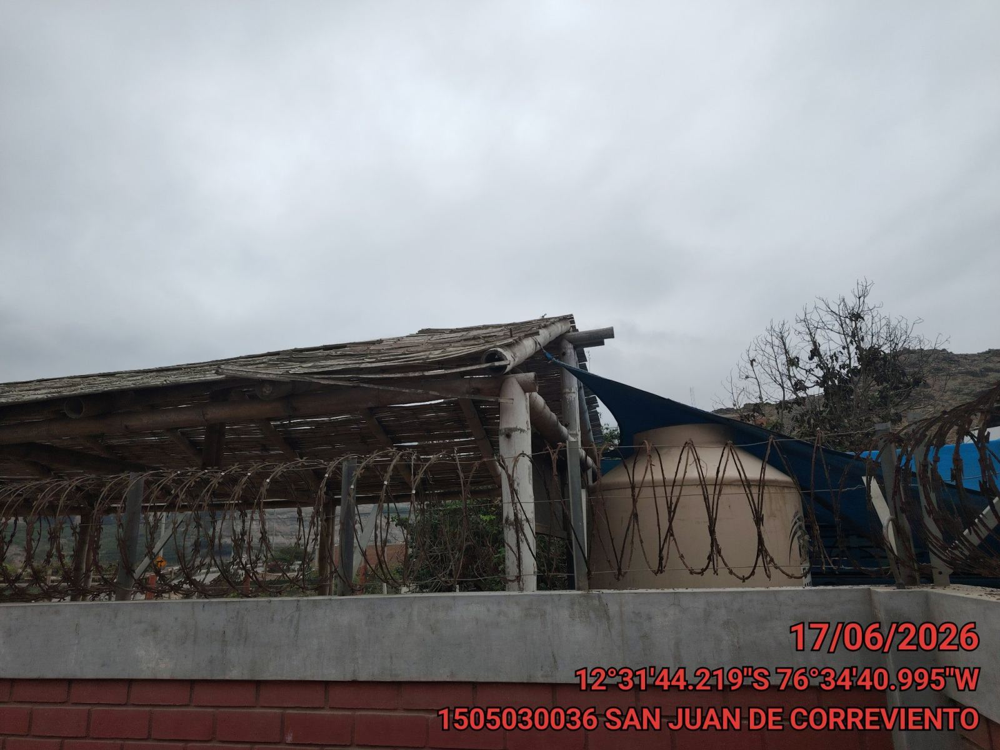 17/06/2026
12°31'44.219"S 76°34'40.995"W
1505030036 SAN JUAN DE CORREVIENTO